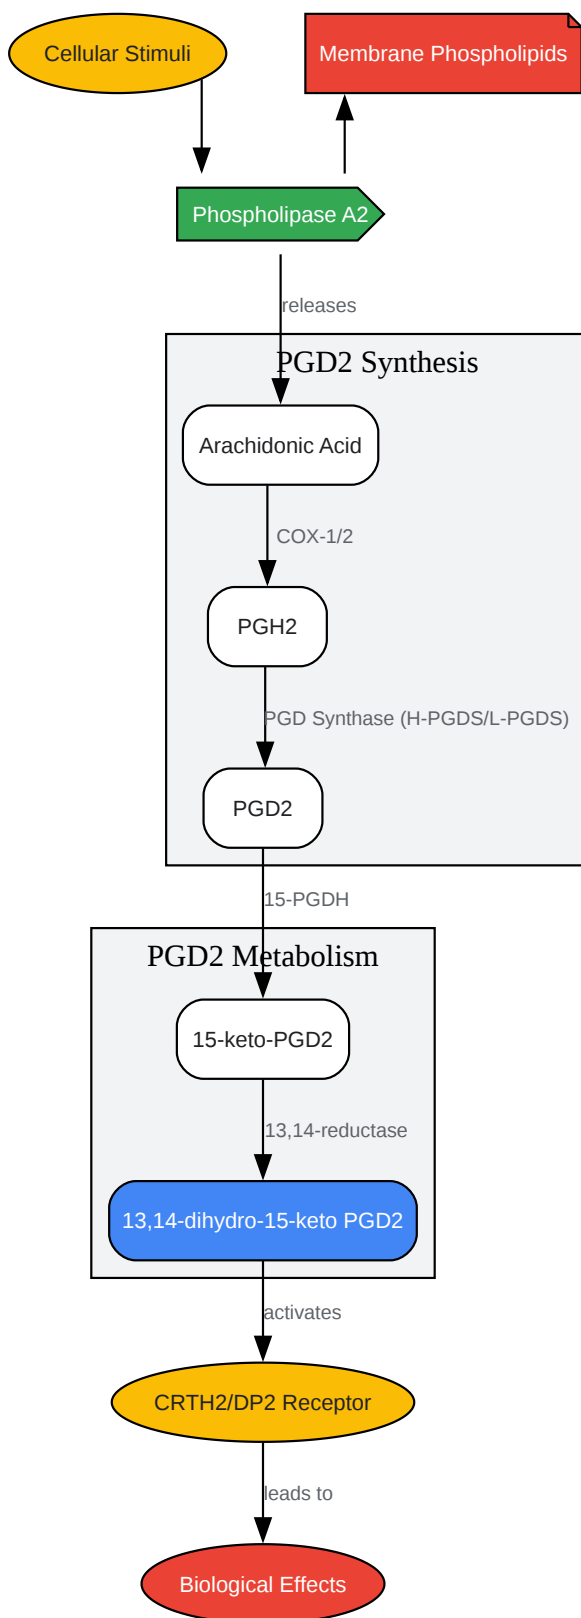 Cellular Stimuli
Membrane Phospholipids
Phospholipase A2
releases
PGD2 Synthesis
Arachidonic Acid
COX-1/2
PGH2
PGD Synthase (H-PGDS/L-PGDS)
PGD2
15-PGDH
PGD2 Metabolism
15-keto-PGD2
13,14-reductase
13,14-dihydro-15-keto PGD2
activates
CRTH2/DP2 Receptor
leads to
Biological Effects